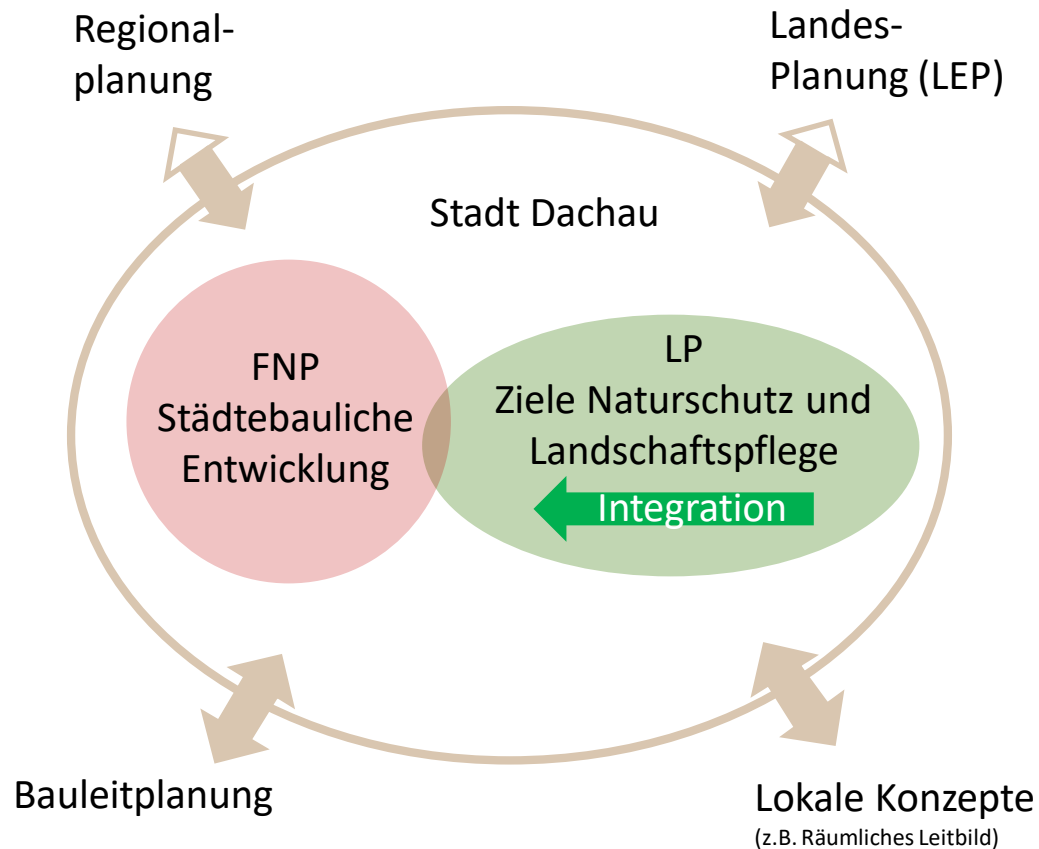 Regional-
planung
Landes-
Planung (LEP)
Stadt Dachau
FNP
Städtebauliche
Entwicklung
LP
Ziele Naturschutz und
Landschaftspflege
Integration
Bauleitplanung
Lokale Konzepte
(z.B. Räumliches Leitbild)